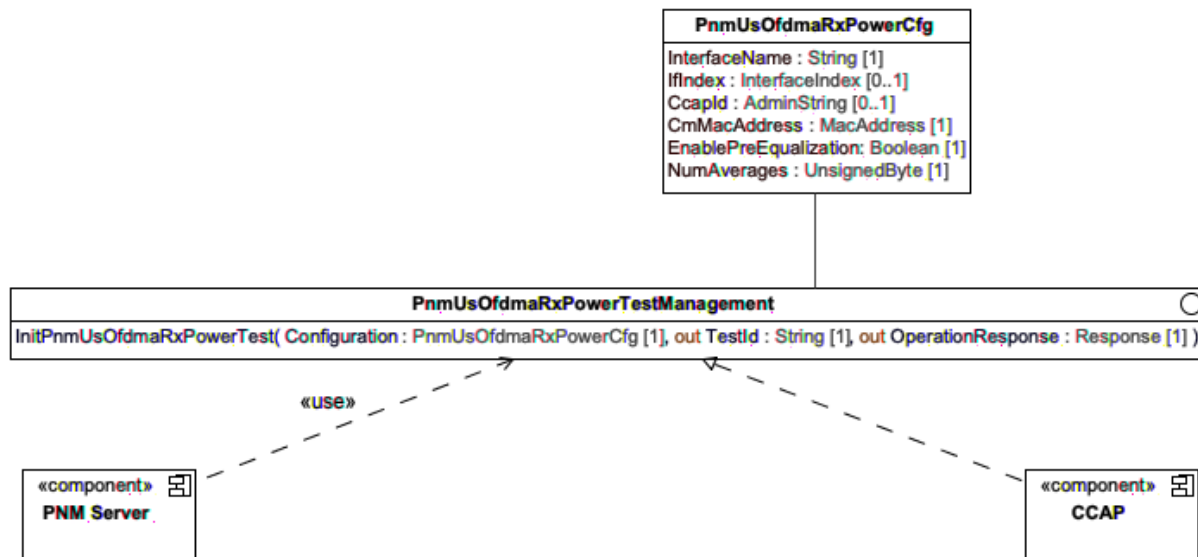 PnmUsOfdmaRxPowerCfg
InterfaceName : String [1]
IfIndex : InterfaceIndex [0..1]
CcapId : AdminString [0..1]
CmMacAddress : MacAddress [1]
EnablePreEqualization: Boolean [1]
NumAverages : UnsignedByte [1]
PnmUsOfdmaRxPowerTestManagement
InitPnmUsOfdmaRxPowerTest( Configuration : PnmUsOfdmaRxPowerCfg [1], out TestId : String [1], out OperationResponse : Response [1] )
«use»
«component»
PNM Server
«component»
CCAP